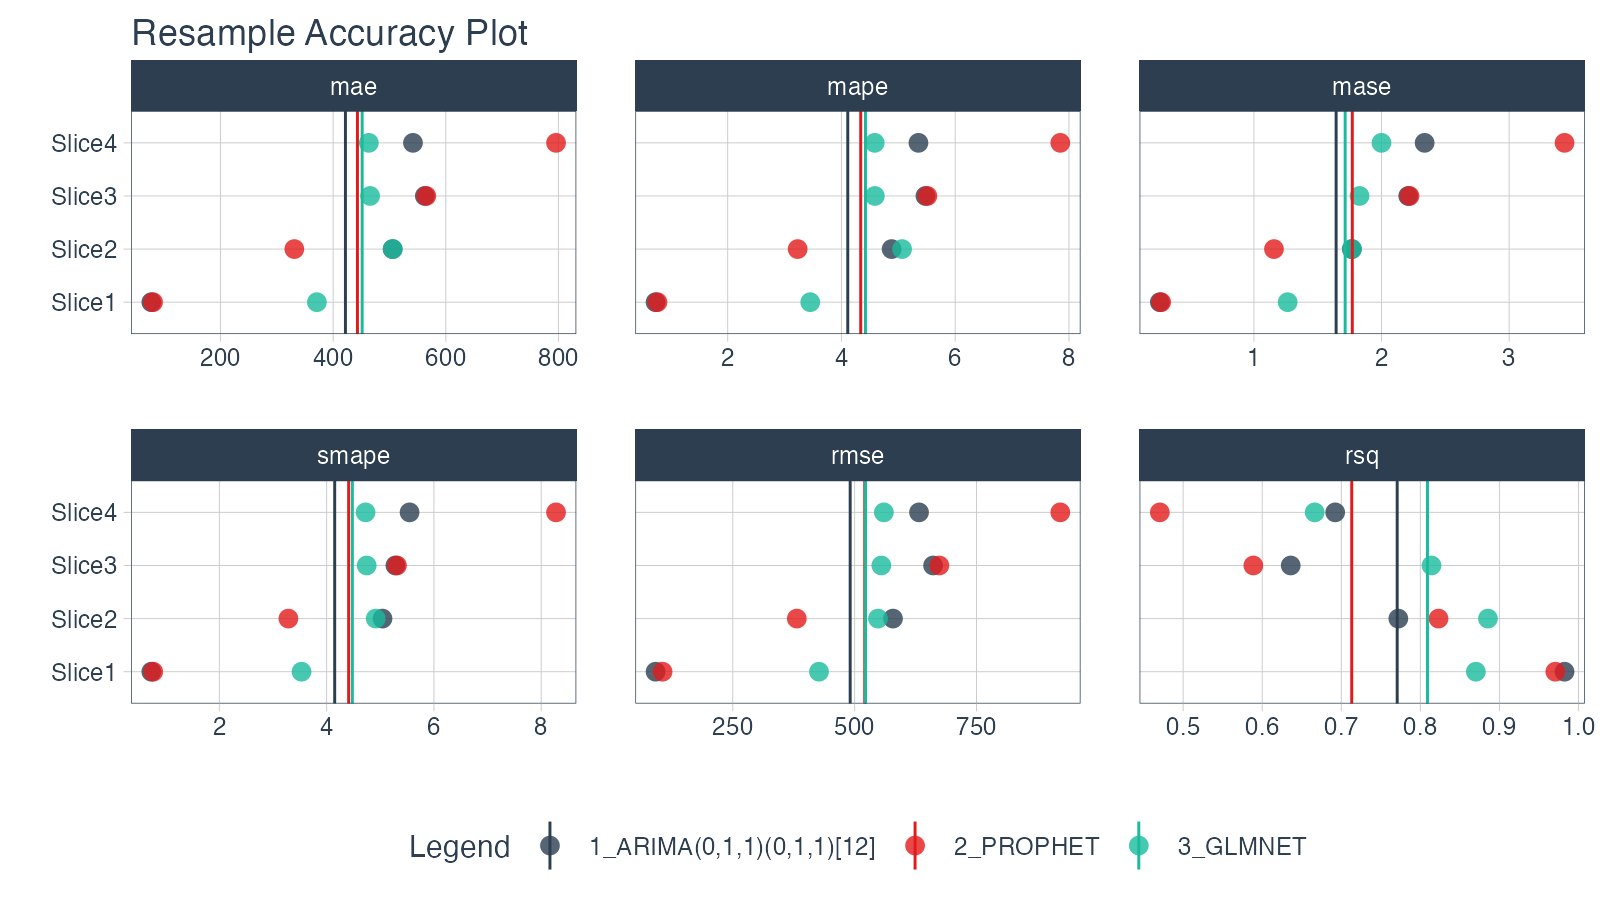 Resample Accuracy Plot
mae
mape
mase
Slice4
Slice3
Slice2
Slice1
200 400 600 800
2 4 6 8
1 2 3
smape
rmse
rsq
Slice4
Slice3
Slice2
Slice1
2 4 6 8
250 500 750
0.5 0.6 0.7 0.8 0.9 1.0
Legend 1_ARIMA(0,1,1)(0,1,1)[12] 2_PROPHET 3_GLMNET